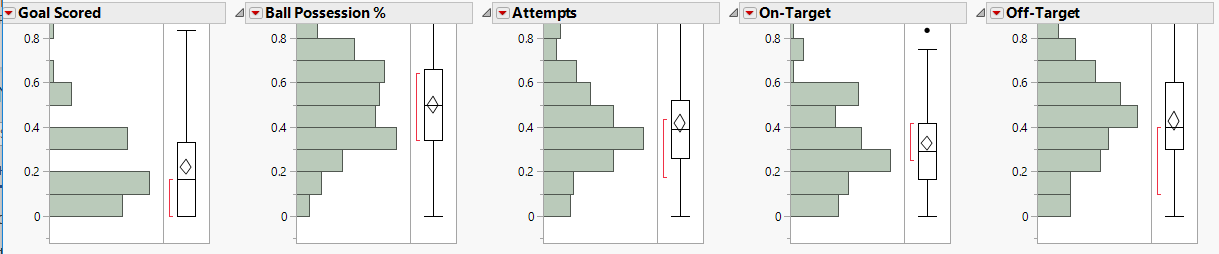 Goal Scored Ball Possession % Attempts On-Target Off-Target
0.8 0.8 0.8 0.8 0.8
0.6 0.6 0.6 0.6 0.6
0.4 0.4 0.4 0.4 0.4
0.2 0.2 0.2 0.2 0.2
0 0 0 0 0